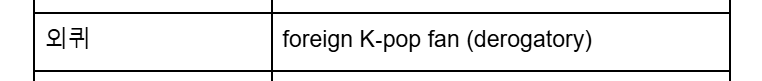 외퀴 foreign K-pop fan (derogatory)